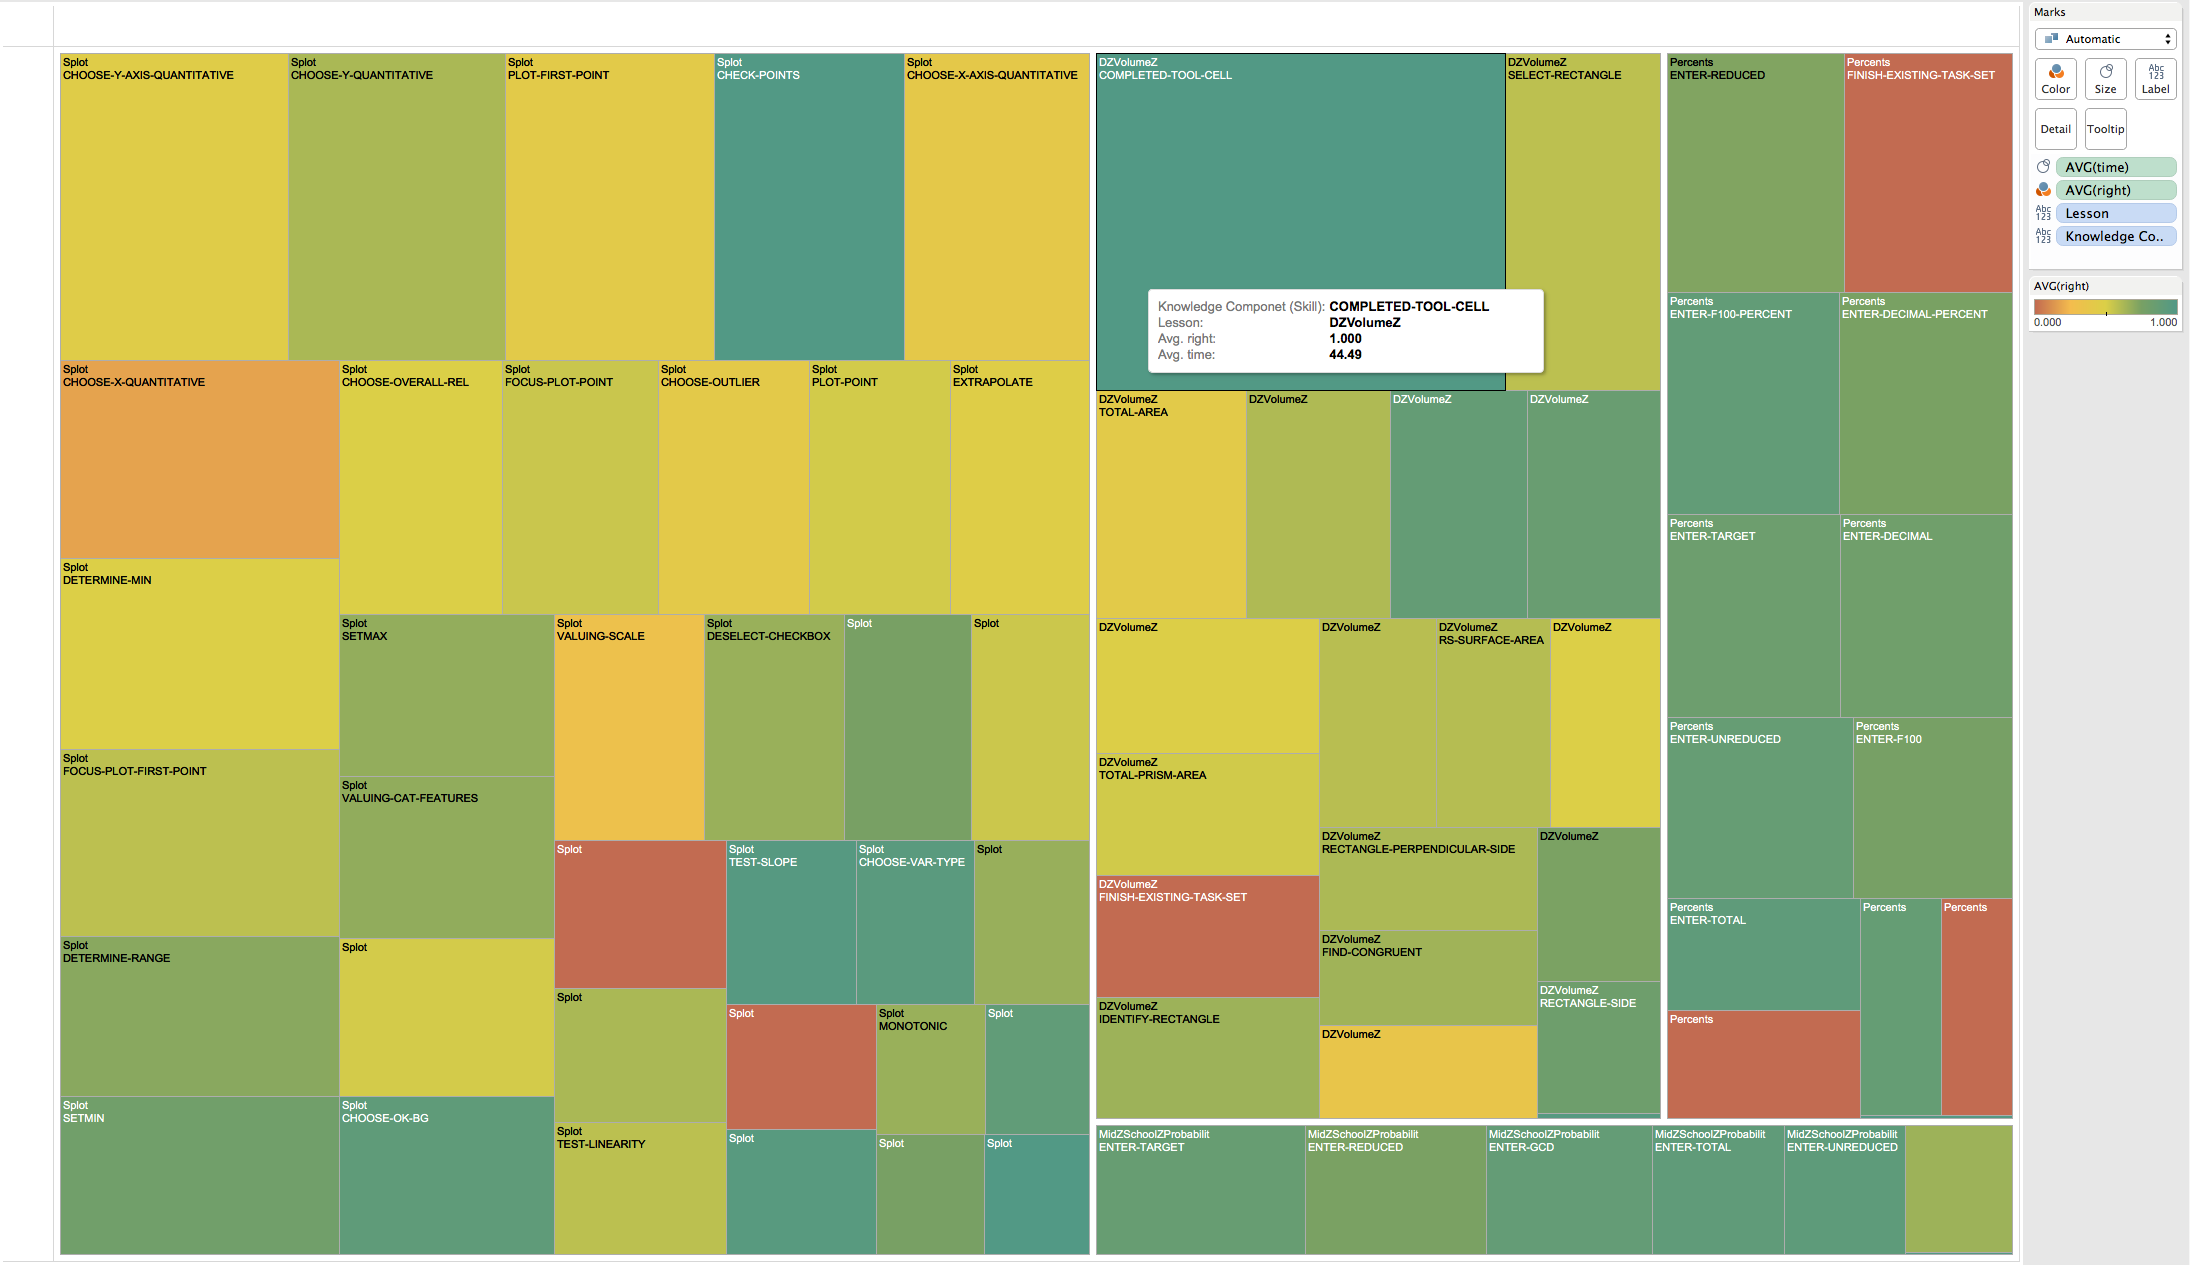 Splot
CHOOSE-Y-AXIS-QUANTITATIVE
Splot
CHOOSE-Y-QUANTITATIVE
Splot
PLOT-FIRST-POINT
Splot
CHECK-POINTS
Splot
CHOOSE-X-AXIS-QUANTITATIVE
Splot
CHOOSE-X-QUANTITATIVE
Splot
CHOOSE-OVERALL-REL
Splot
FOCUS-PLOT-POINT
Splot
CHOOSE-OUTLIER
Splot
PLOT-POINT
Splot
EXTRAPOLATE
Splot
DETERMINE-MIN
Splot
SETMAX
Splot
VALUING-SCALE
Splot
DESELECT-CHECKBOX
Splot
Splot
Splot
FOCUS-PLOT-FIRST-POINT
Splot
VALUING-CAT-FEATURES
Splot
Splot
TEST-SLOPE
Splot
CHOOSE-VAR-TYPE
Splot
Splot
DETERMINE-RANGE
Splot
Splot
Splot
Splot
MONOTONIC
Splot
Splot
SETMIN
Splot
CHOOSE-OK-BG
Splot
TEST-LINEARITY
Splot
Splot
Splot
DZVolumeZ
COMPLETED-TOOL-CELL
DZVolumeZ
SELECT-RECTANGLE
Knowledge Componet (Skill): COMPLETED-TOOL-CELL
Lesson: DZVolumeZ
Avg. right: 1.000
Avg. time: 44.49
DZVolumeZ
TOTAL-AREA
DZVolumeZ
DZVolumeZ
DZVolumeZ
DZVolumeZ
DZVolumeZ
DZVolumeZ
RS-SURFACE-AREA
DZVolumeZ
DZVolumeZ
TOTAL-PRISM-AREA
DZVolumeZ
RECTANGLE-PERPENDICULAR-SIDE
DZVolumeZ
DZVolumeZ
FINISH-EXISTING-TASK-SET
DZVolumeZ
FIND-CONGRUENT
DZVolumeZ
RECTANGLE-SIDE
DZVolumeZ
IDENTIFY-RECTANGLE
DZVolumeZ
Percents
ENTER-REDUCED
Percents
FINISH-EXISTING-TASK-SET
Percents
ENTER-F100-PERCENT
Percents
ENTER-DECIMAL-PERCENT
Percents
ENTER-TARGET
Percents
ENTER-DECIMAL
Percents
ENTER-UNREDUCED
Percents
ENTER-F100
Percents
ENTER-TOTAL
Percents
Percents
Percents
MidZSchoolZProbabilit
ENTER-TARGET
MidZSchoolZProbabilit
ENTER-REDUCED
MidZSchoolZProbabilit
ENTER-GCD
MidZSchoolZProbabilit
ENTER-TOTAL
MidZSchoolZProbabilit
ENTER-UNREDUCED
Marks
Automatic
Color
Size
Abc
123
Label
Detail
Tooltip
AVG(time)
AVG(right)
Abc
123
Lesson
Abc
123
Knowledge Co..
AVG(right)
0.000
1.000